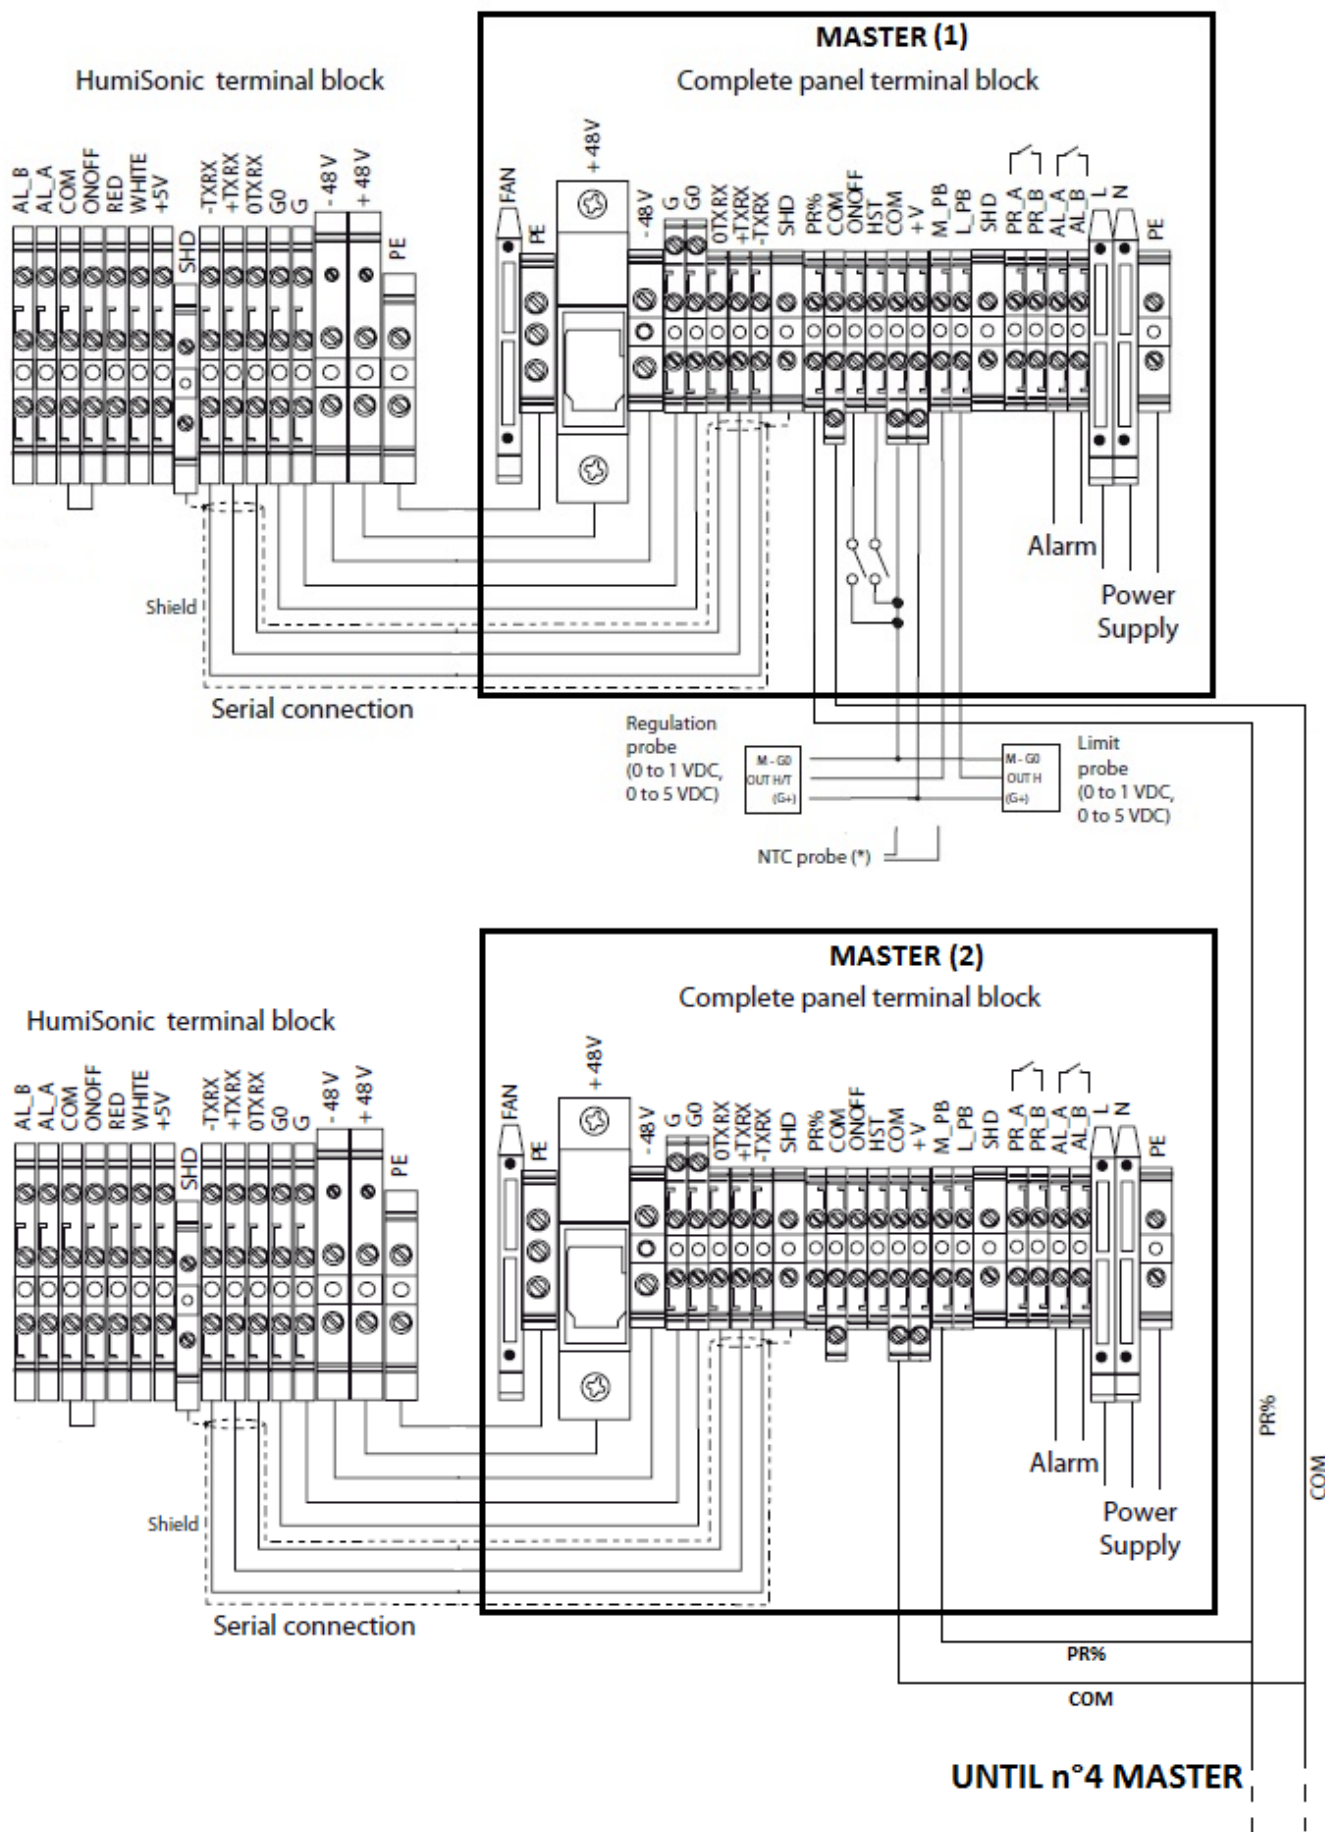 MASTER (1)
HumiSonic terminal block
Complete panel terminal block
AL_B
AL_A
COM
ONOFF
RED
WHITE
+5V
SHD
-TXRX
+TXRX
0TXRX
G0
G
- 48 V
+ 48 V
PE
FAN
PE
+ 48V
- 48 V
G
G0
0TXRX
+TXRX
-TXRX
SHD
PR%
COM
ONOFF
HST
COM
+V
M_PB
L_PB
SHD
PR_A
PR_B
AL_A
AL_B
L
N
PE
Alarm
Power
Supply
Shield
Serial connection
Regulation
probe
(0 to 1 VDC,
0 to 5 VDC)
M - G0
OUT H/T
(G+)
M - G0
OUT H
(G+)
Limit
probe
(0 to 1 VDC,
0 to 5 VDC)
NTC probe (*)
MASTER (2)
Complete panel terminal block
HumiSonic terminal block
AL_B
AL_A
COM
ONOFF
RED
WHITE
+5V
SHD
-TXRX
+TXRX
0TXRX
G0
G
- 48 V
+ 48 V
PE
FAN
PE
+ 48V
- 48 V
G
G0
0TXRX
+TXRX
-TXRX
SHD
PR%
COM
ONOFF
HST
COM
+V
M_PB
L_PB
SHD
PR_A
PR_B
AL_A
AL_B
L
N
PE
PR%
COM
Alarm
Power
Supply
Shield
Serial connection
PR%
COM
UNTIL n°4 MASTER